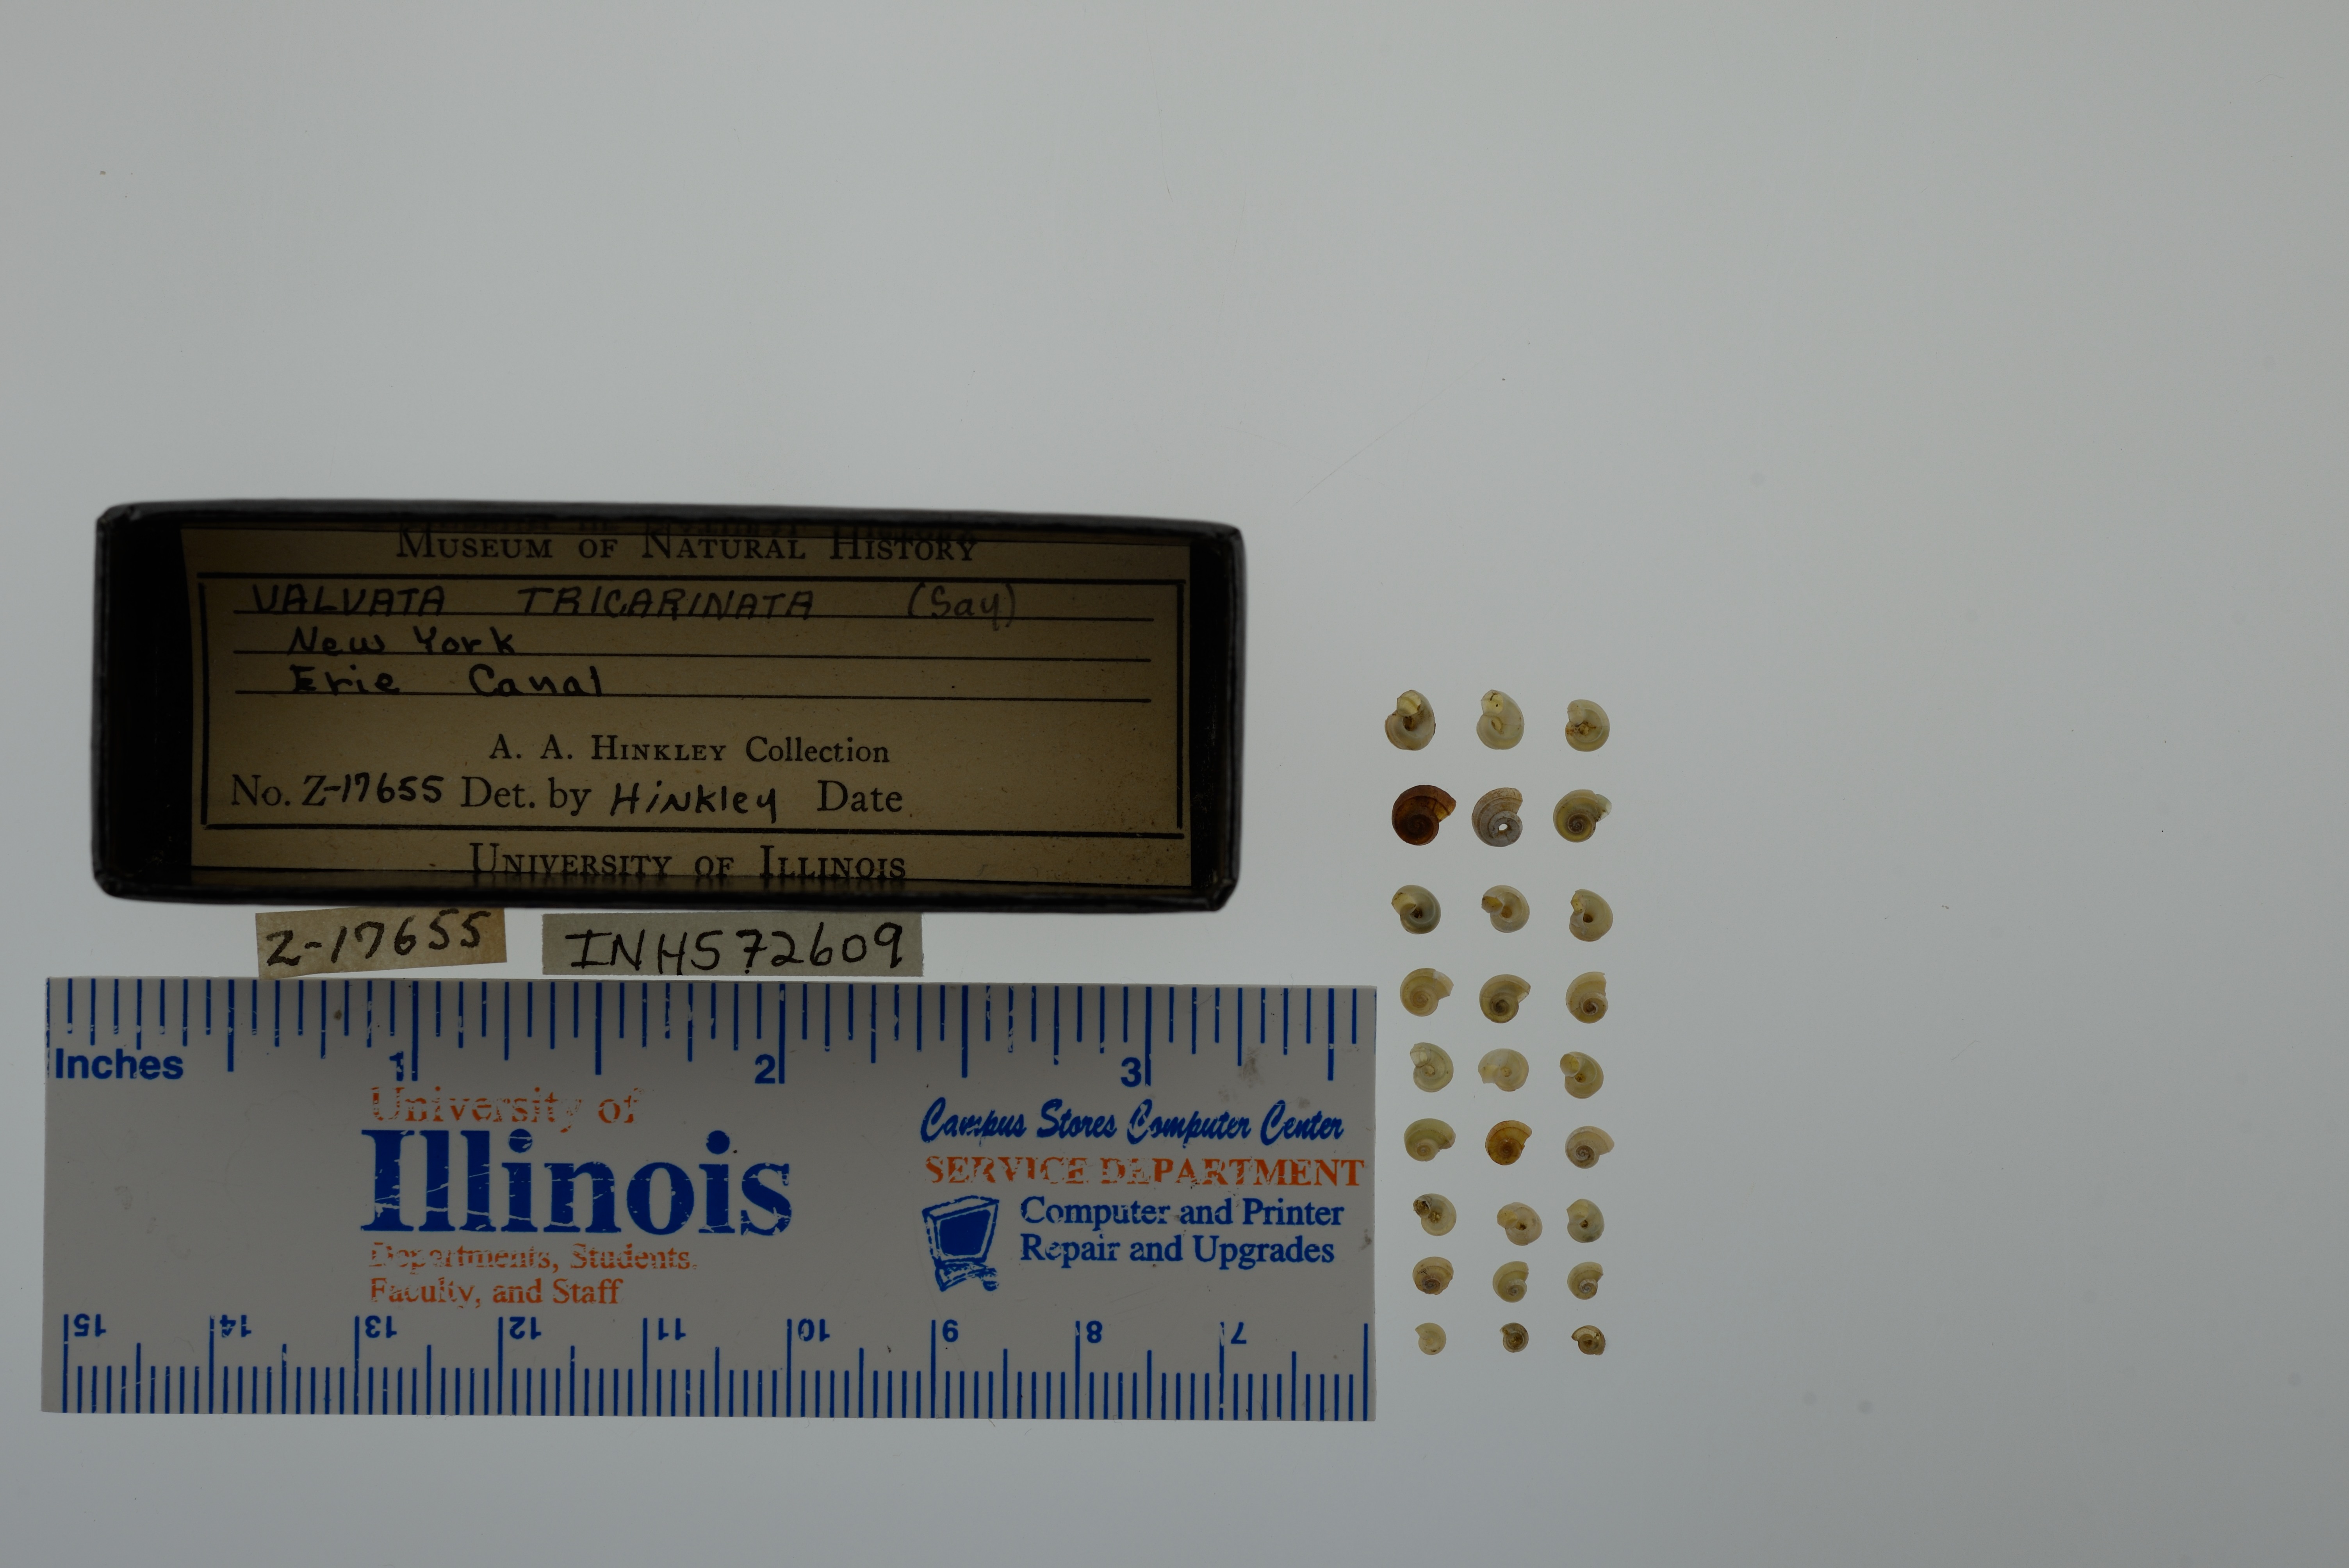 MUSEUM OF NATURAL HISTORY
VALVATA TRICARINATA (Say)
New York
Erie Canal
A. A. HINKLEY Collection
No. Z-17655 Det. by Hinkley Date
UNIVERSITY OF ILLINOIS
Z-17655
INHS72609
Inches 1 2 3
University of
Illinois
Departments, Students,
Faculty, and Staff
Campus Stores Computer Center
SERVICE DEPARTMENT
Computer and Printer
Repair and Upgrades
15 14 13 12 11 10 9 8 7